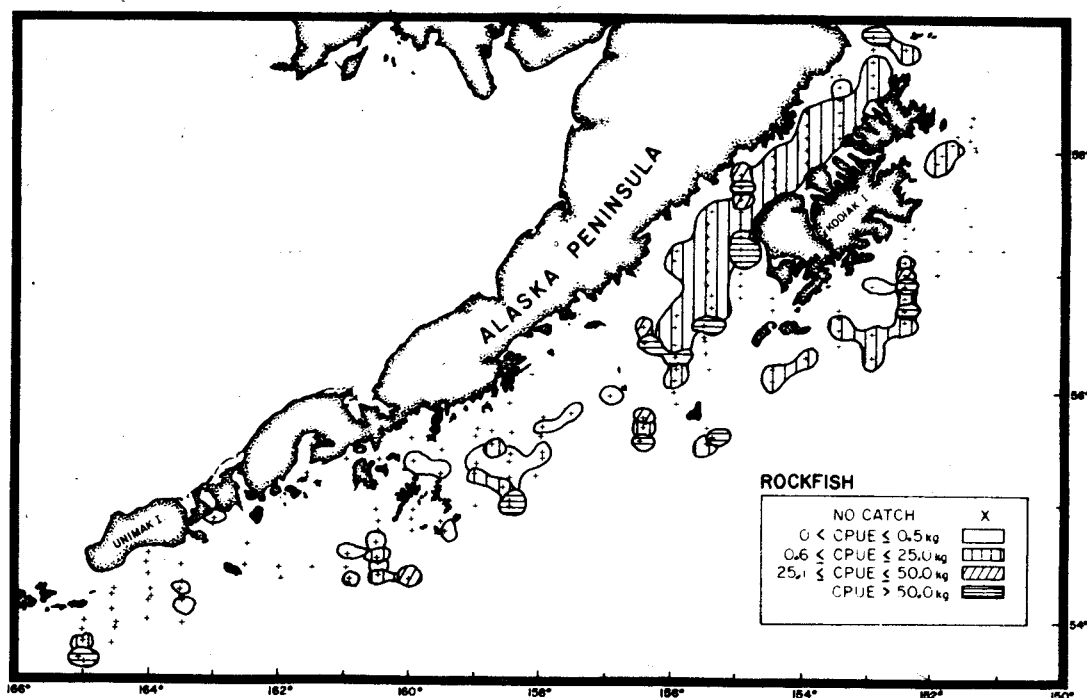 ALASKA PENINSULA
KODIAK I
UNIMAK I.
58°
56°
54°
ROCKFISH
NO CATCH X
0 < CPUE ≤ 0.5 kg
0.6 ≤ CPUE ≤ 25.0 kg
25.1 ≤ CPUE ≤ 50.0 kg
CPUE > 50.0 kg
166° 164° 162° 160° 158° 156° 154° 152° 150°